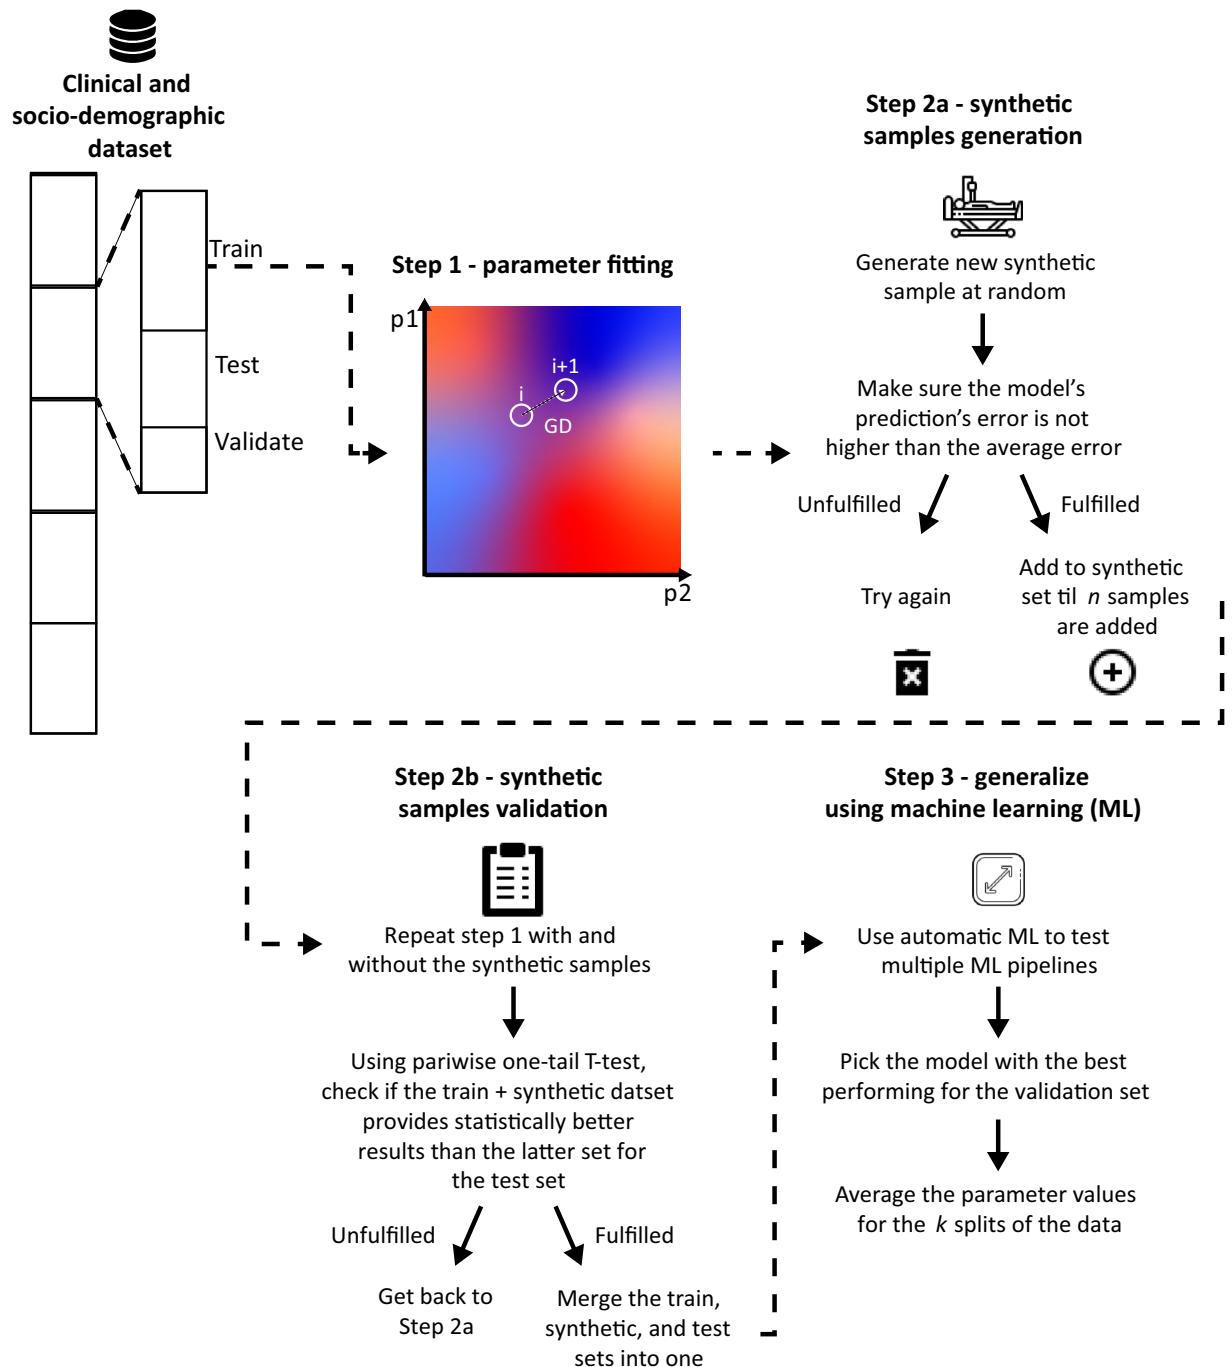 Clinical and
socio-demographic
dataset
Train
Test
Validate
Step 1 - parameter fitting
p1
i+1
i
GD
p2
Step 2a - synthetic
samples generation
Generate new synthetic
sample at random
Make sure the model's
prediction's error is not
higher than the average error
Unfulfilled
Fulfilled
Try again
Add to synthetic
set til n samples
are added
Step 2b - synthetic
samples validation
Repeat step 1 with and
without the synthetic samples
Using pariwise one-tail T-test,
check if the train + synthetic datset
provides statistically better
results than the latter set for
the test set
Unfulfilled
Fulfilled
Get back to
Step 2a
Merge the train,
synthetic, and test
sets into one
Step 3 - generalize
using machine learning (ML)
Use automatic ML to test
multiple ML pipelines
Pick the model with the best
performing for the validation set
Average the parameter values
for the k splits of the data